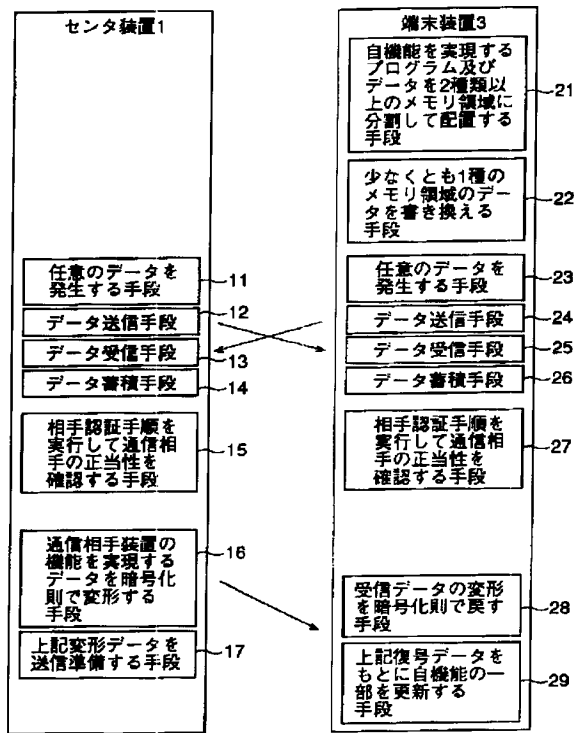 センタ装置1
任意のデータを
発生する手段
11
データ送信手段
12
データ受信手段
13
データ蓄積手段
14
相手認証手順を
実行して通信相
手の正当性を
確認する手段
15
通信相手装置の
機能を実現する
データを暗号化
則で変形する
手段
16
上記変形データを
送信準備する手段
17
端末装置3
自機能を実現する
プログラム及び
データを2種類以
上のメモリ領域に
分割して配置する
手段
21
少なくとも1種の
メモリ領域のデー
タを書き換える
手段
22
任意のデータを
発生する手段
23
データ送信手段
24
データ受信手段
25
データ蓄積手段
26
相手認証手順を
実行して通信相
手の正当性を
確認する手段
27
受信データの変形
を暗号化則で戻す
手段
28
上記復号データを
もとに自機能の一
部を更新する
手段
29